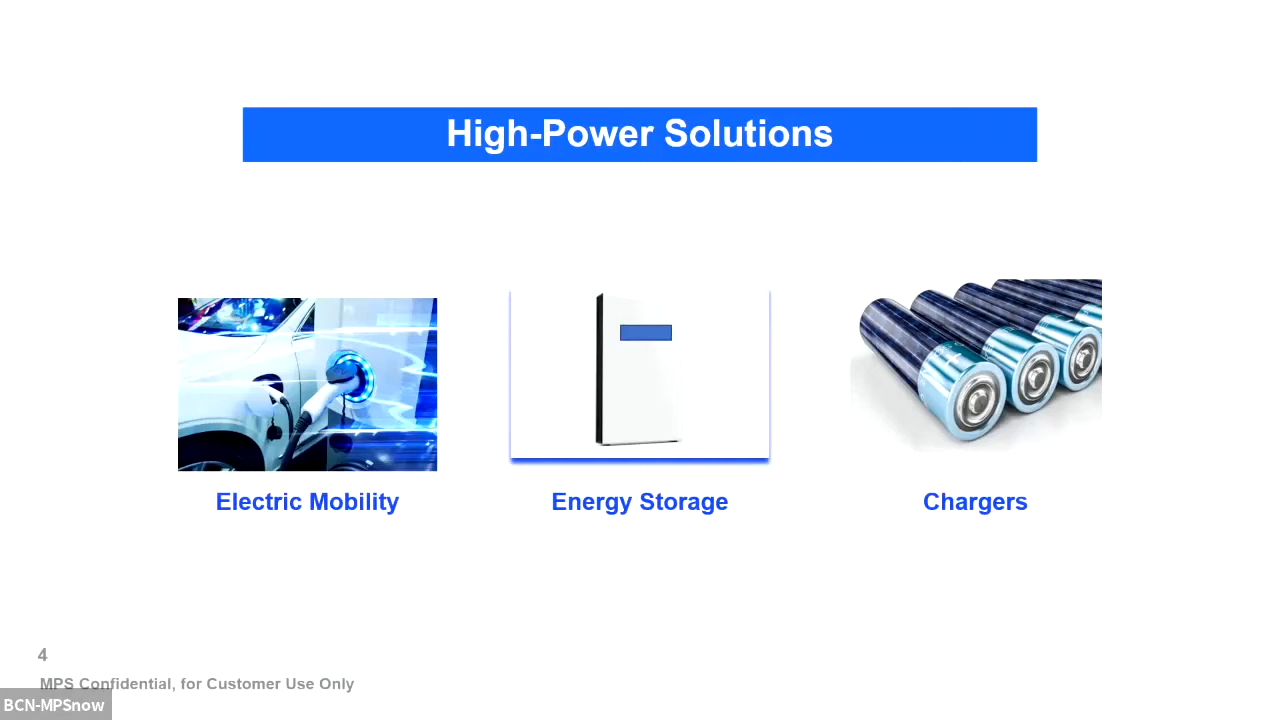 High-Power Solutions
Electric Mobility
Energy Storage
Chargers
4
MPS Confidential, for Customer Use Only
BCN-MPSnow